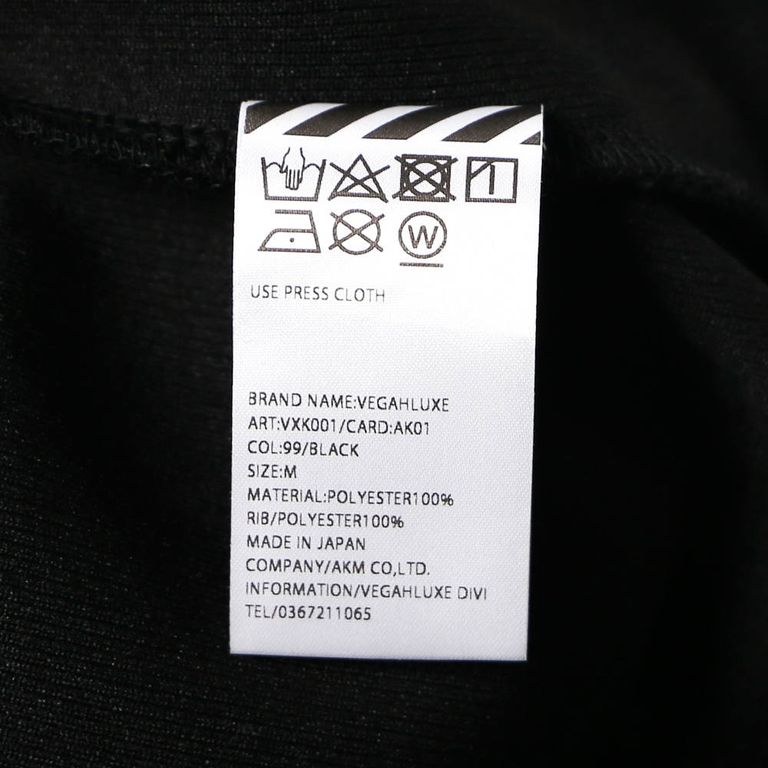 W
USE PRESS CLOTH
BRAND NAME:VEGAHLUXE
ART:VXK001/CARD:AK01
COL:99/BLACK
SIZE:M
MATERIAL:POLYESTER100%
RIB/POLYESTER100%
MADE IN JAPAN
COMPANY/AKM CO,LTD.
INFORMATION/VEGAHLUXE DIVI
TEL/0367211065